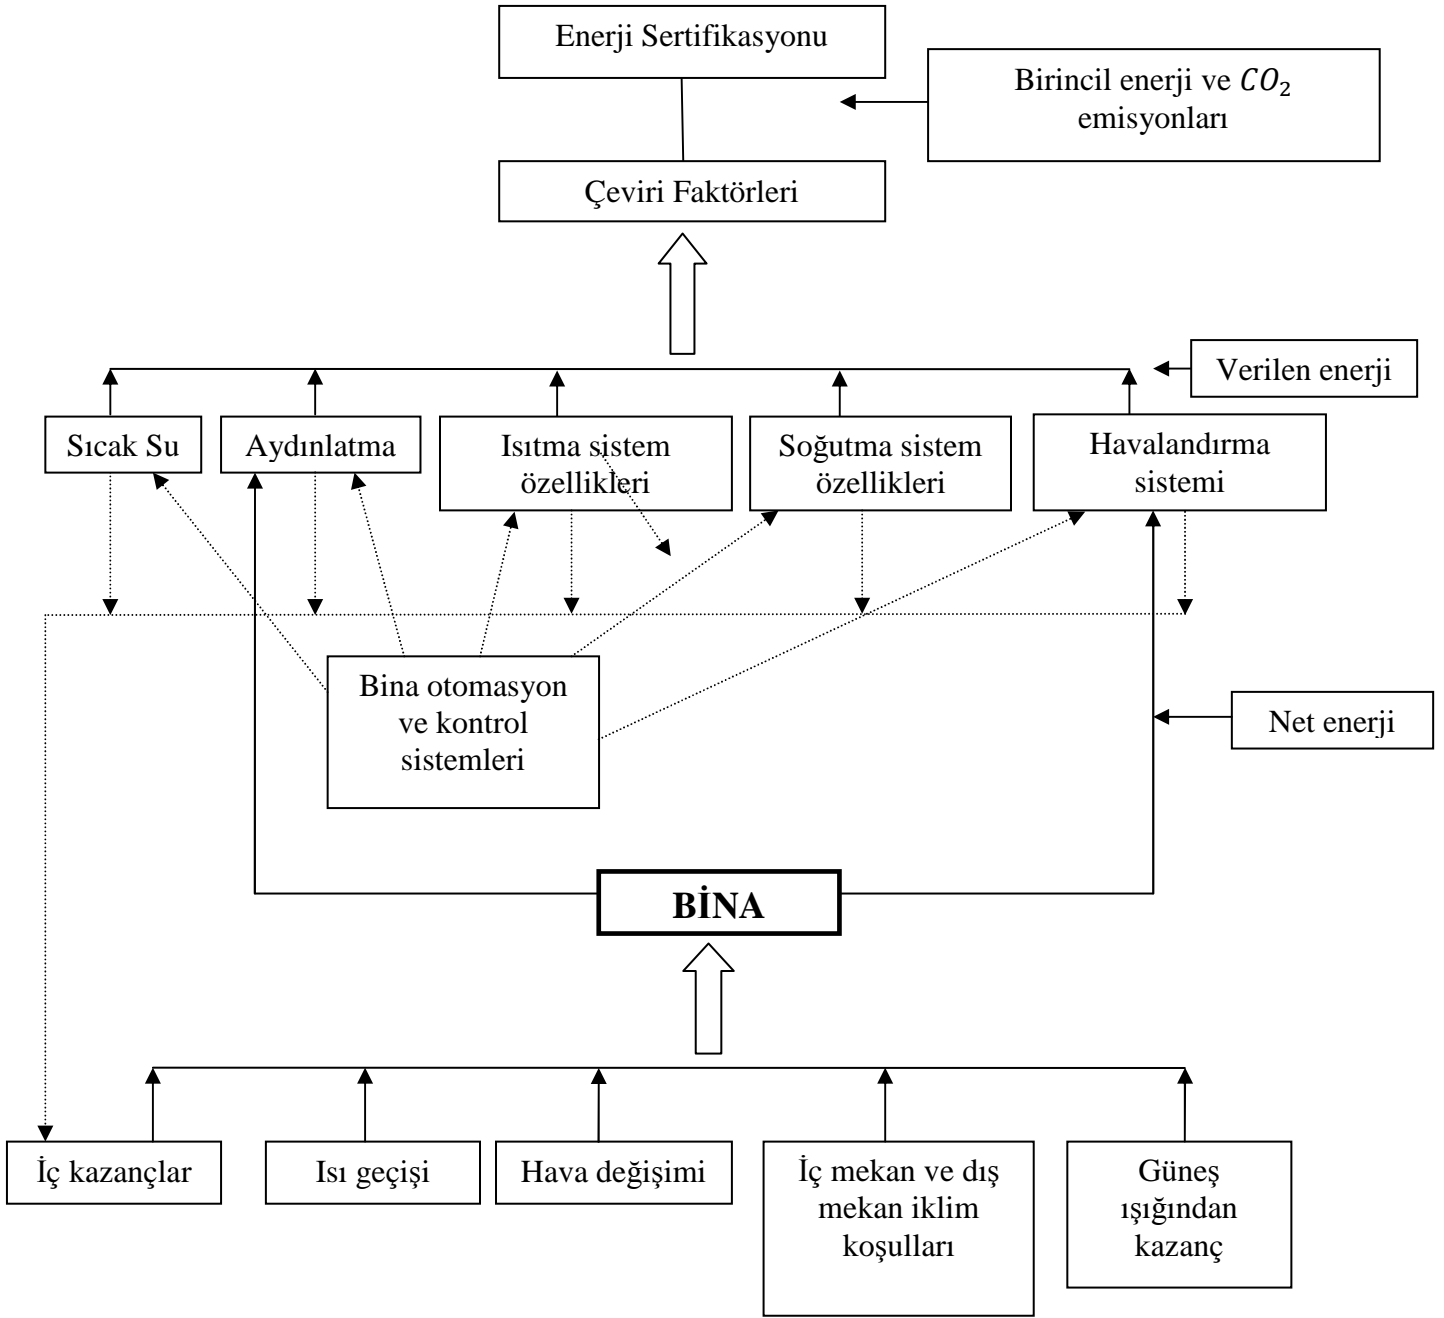 Enerji Sertifikasyonu
Birincil enerji ve CO₂
emisyonları
Çeviri Faktörleri
Verilen enerji
Sıcak Su
Aydınlatma
Isıtma sistem
özellikleri
Soğutma sistem
özellikleri
Havalandırma
sistemi
Bina otomasyon
ve kontrol
sistemleri
Net enerji
BİNA
İç kazançlar
Isı geçişi
Hava değişimi
İç mekan ve dış
mekan iklim
koşulları
Güneş
ışığından
kazanç